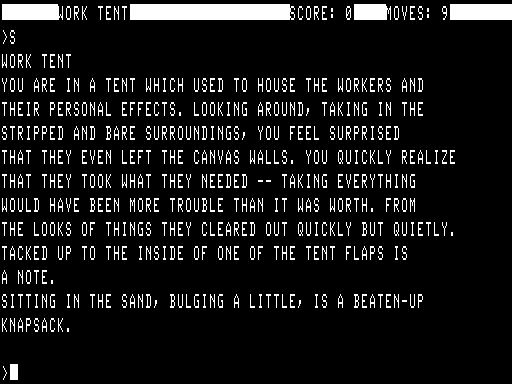 WORK TENT SCORE: 0 MOVES: 9
>S
WORK TENT
YOU ARE IN A TENT WHICH USED TO HOUSE THE WORKERS AND
THEIR PERSONAL EFFECTS. LOOKING AROUND, TAKING IN THE
STRIPPED AND BARE SURROUNDINGS, YOU FEEL SURPRISED
THAT THEY EVEN LEFT THE CANVAS WALLS. YOU QUICKLY REALIZE
THAT THEY TOOK WHAT THEY NEEDED -- TAKING EVERYTHING
WOULD HAVE BEEN MORE TROUBLE THAN IT WAS WORTH. FROM
THE LOOKS OF THINGS THEY CLEARED OUT QUICKLY BUT QUIETLY.
TACKED UP TO THE INSIDE OF ONE OF THE TENT FLAPS IS
A NOTE.
SITTING IN THE SAND, BULGING A LITTLE, IS A BEATEN-UP
KNAPSACK.
>